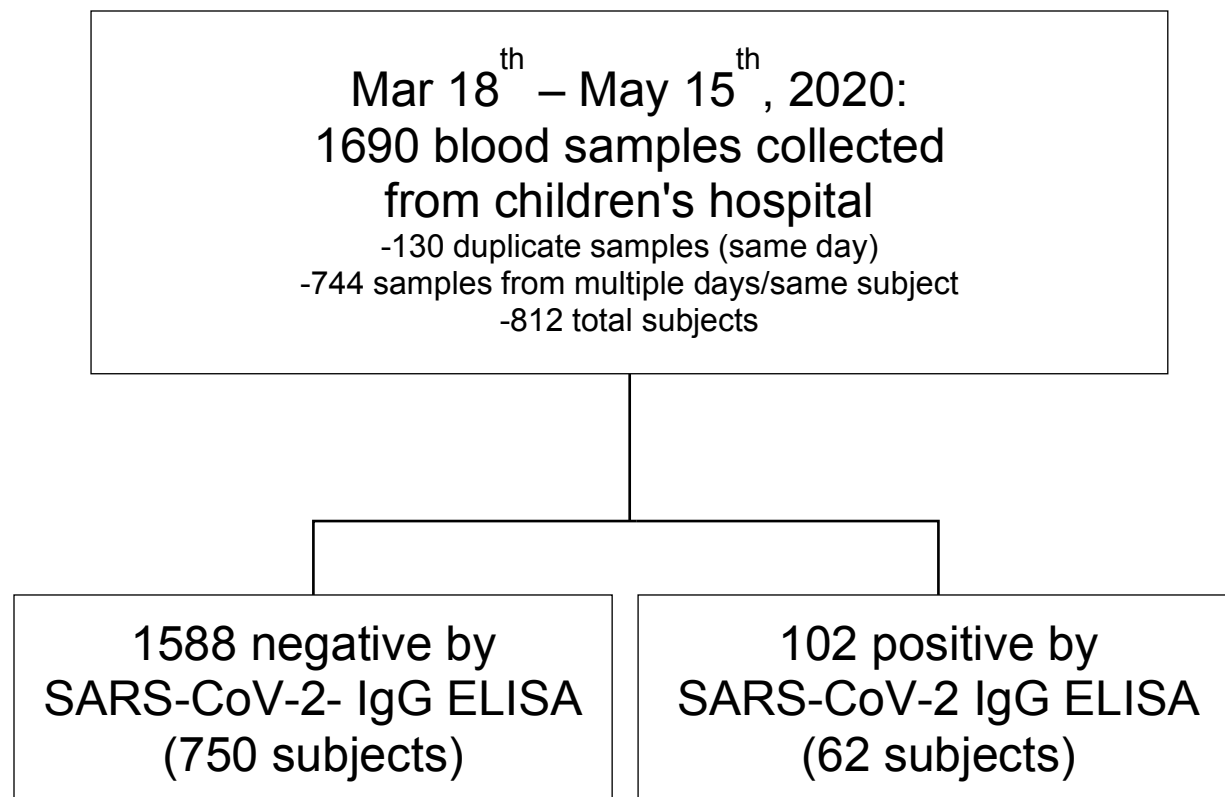 Mar 18th – May 15th, 2020:
1690 blood samples collected
from children's hospital
-130 duplicate samples (same day)
-744 samples from multiple days/same subject
-812 total subjects
1588 negative by
SARS-CoV-2- IgG ELISA
(750 subjects)
102 positive by
SARS-CoV-2 IgG ELISA
(62 subjects)